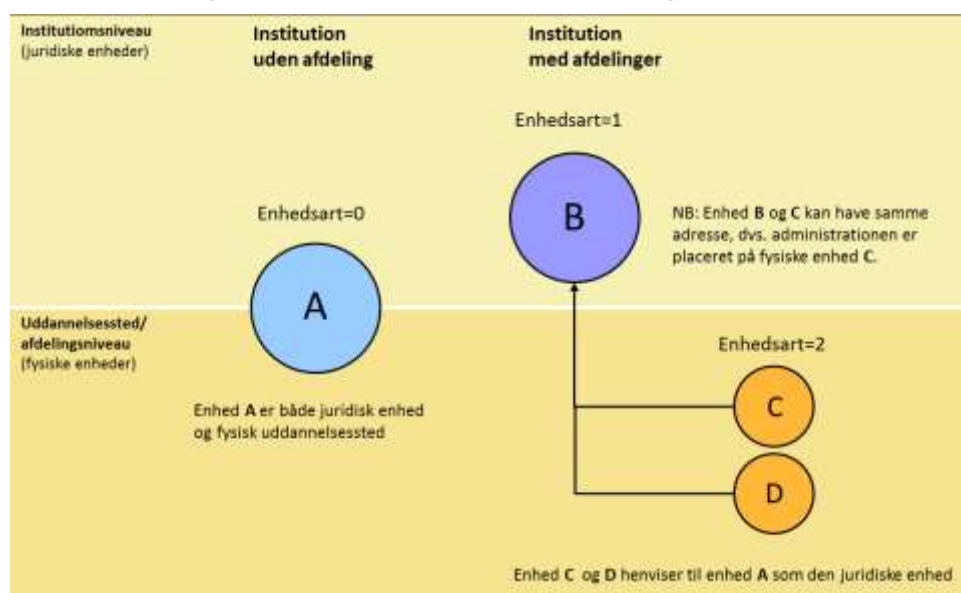 Institutiomsniveau
(juridiske enheder)
Institution
uden afdeling
Institution
med afdelinger
Enhedsart=1
B
Enhedsart=0
NB: Enhed B og C kan have samme
adresse, dvs. administrationen er
placeret på fysiske enhed C.
A
Uddannelsessted/
afdelingsniveau
(fysiske enheder)
Enhedsart=2
C
Enhed A er både juridisk enhed
og fysisk uddannelsessted
D
Enhed C og D henviser til enhed A som den juridiske enhed